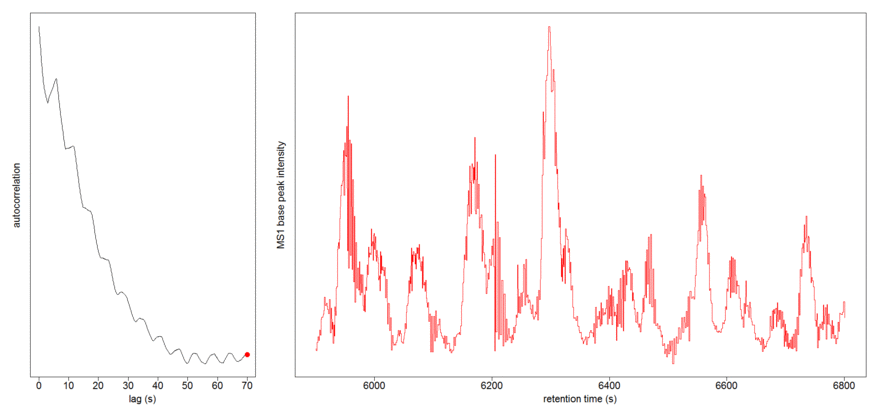 autocorrelation
0 10 20 30 40 50 60 70
lag (s)
MS1 base peak intensity
6000 6200 6400 6600 6800
retention time (s)